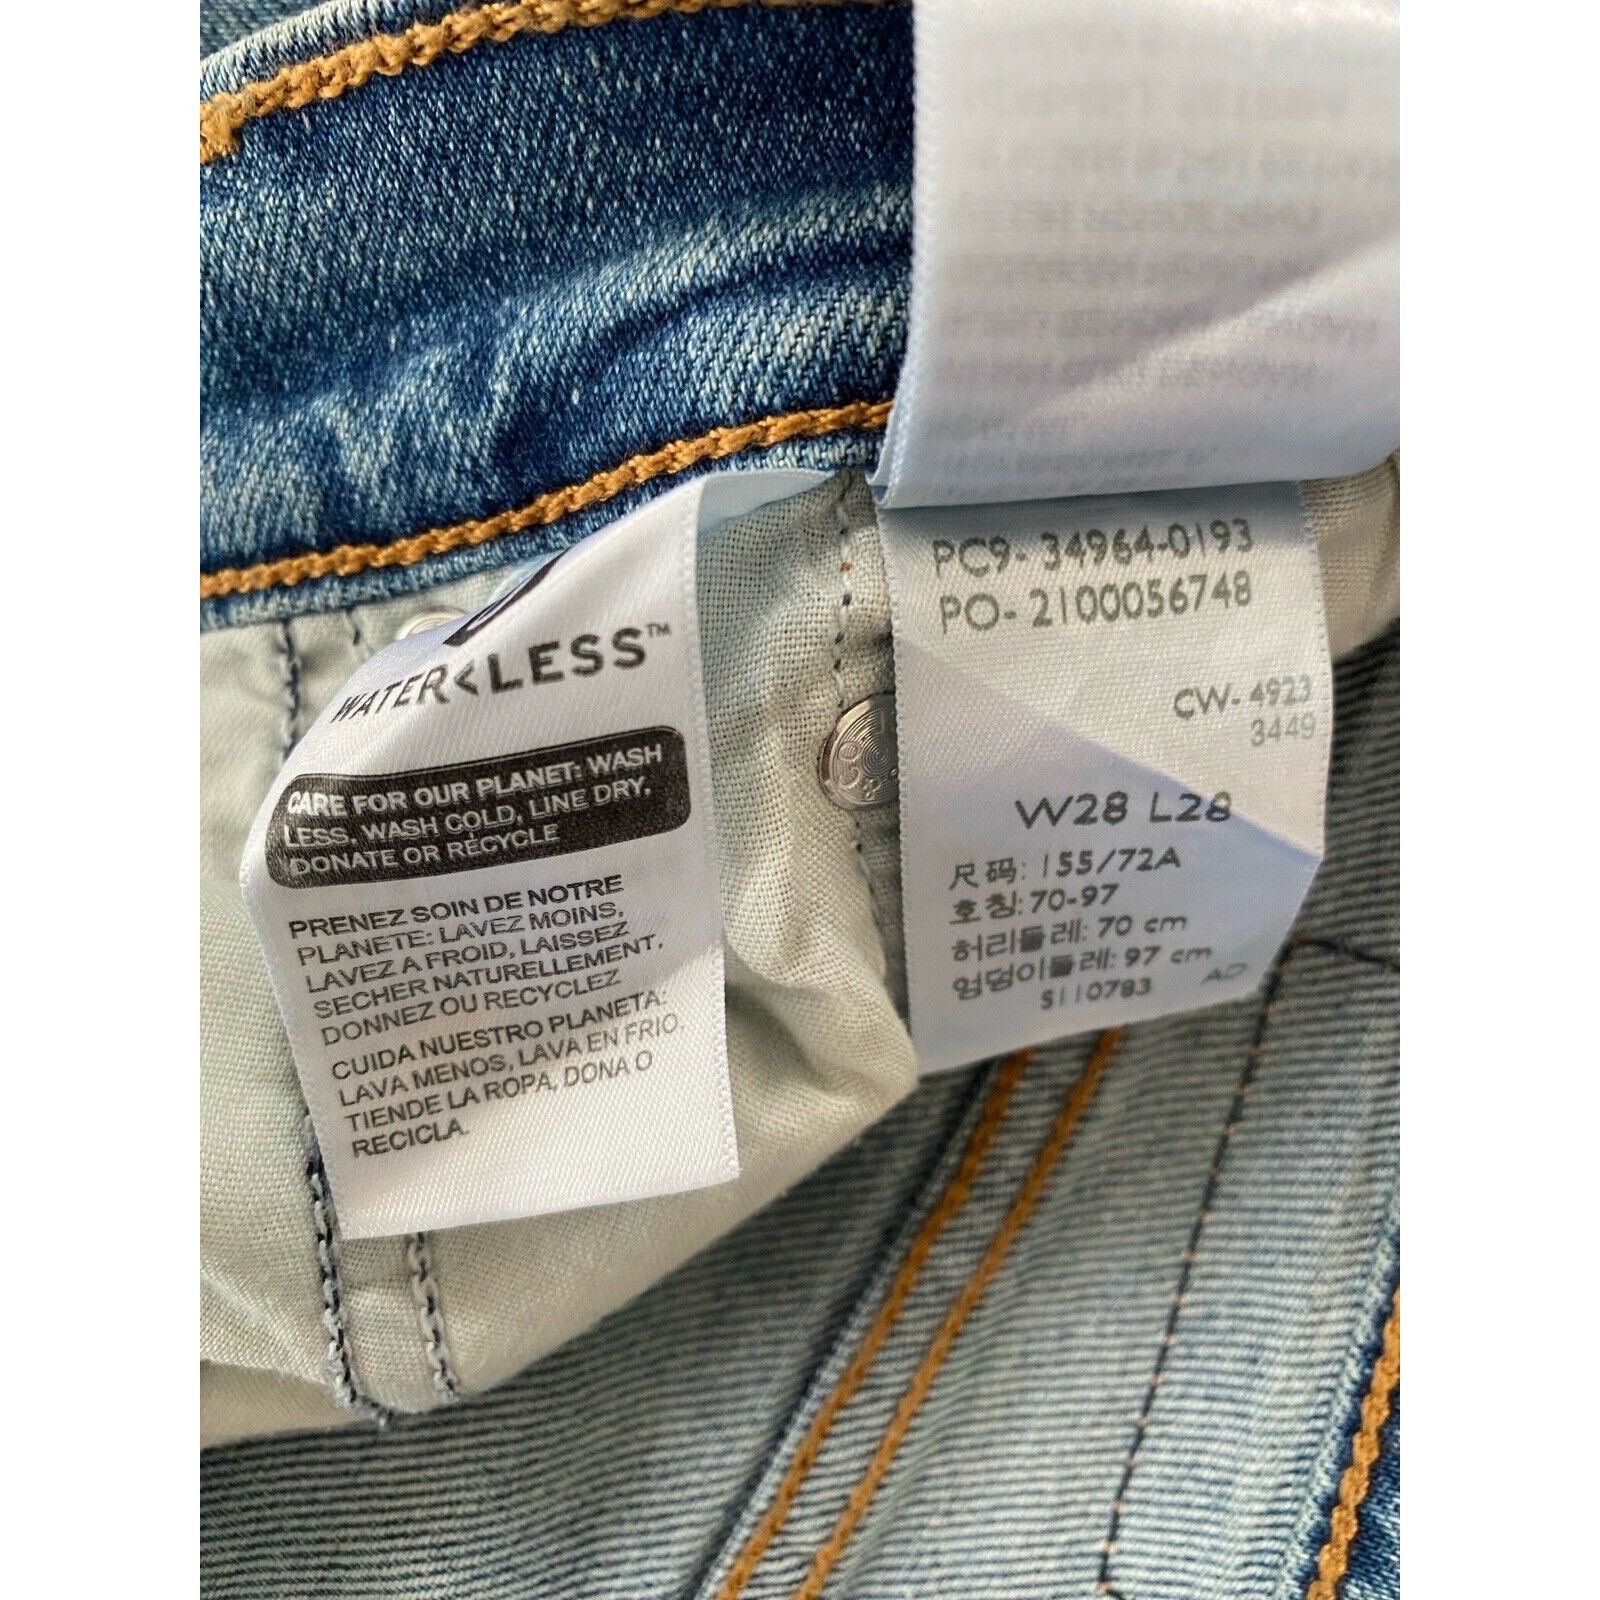 WATER<LESS™
CARE FOR OUR PLANET: WASH
LESS, WASH COLD, LINE DRY,
DONATE OR RECYCLE
PRENEZ SOIN DE NOTRE
PLANETE: LAVEZ MOINS,
LAVEZ A FROID, LAISSEZ
SECHER NATURELLEMENT,
DONNEZ OU RECYCLEZ
CUIDA NUESTRO PLANETA:
LAVA MENOS, LAVA EN FRIO,
TIENDE LA ROPA, DONA O
RECICLA.
PC9- 34964-0193
PO- 2100056748
CW- 4923
3449
W28 L28
尺码: 155/72A
호칭: 70-97
허리둘레: 70 cm
엉덩이둘레: 97 cm
S110783 AD